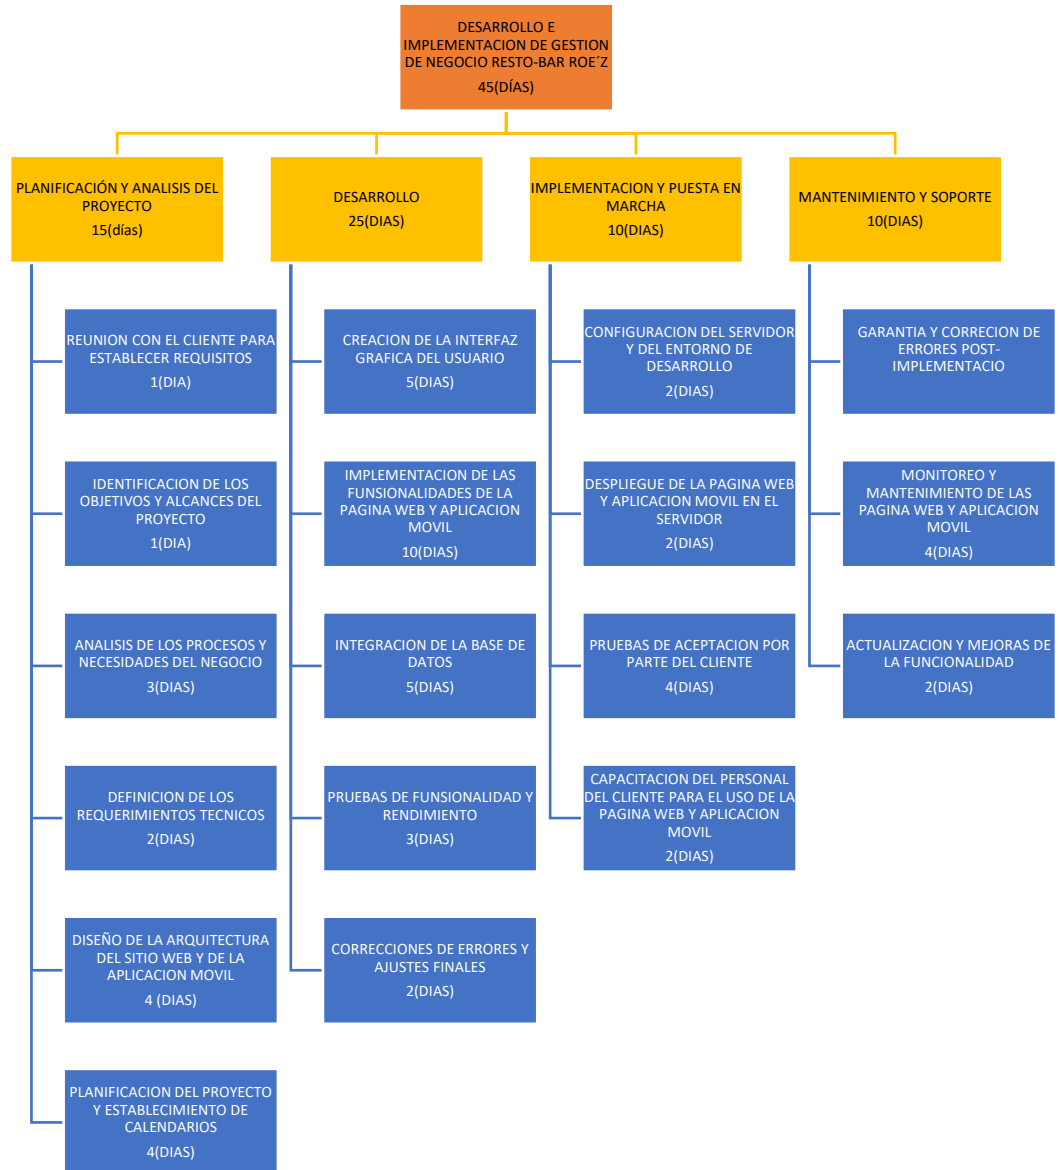 DESARROLLO E
IMPLEMENTACION DE GESTION
DE NEGOCIO RESTO-BAR ROE´Z
45(DÍAS)
PLANIFICACIÓN Y ANALISIS DEL
PROYECTO
15(días)
REUNION CON EL CLIENTE PARA
ESTABLECER REQUISITOS
1(DIA)
IDENTIFICACION DE LOS
OBJETIVOS Y ALCANCES DEL
PROYECTO
1(DIA)
ANALISIS DE LOS PROCESOS Y
NECESIDADES DEL NEGOCIO
3(DIAS)
DEFINICION DE LOS
REQUERIMIENTOS TECNICOS
2(DIAS)
DISEÑO DE LA ARQUITECTURA
DEL SITIO WEB Y DE LA
APLICACION MOVIL
4 (DIAS)
PLANIFICACION DEL PROYECTO
Y ESTABLECIMIENTO DE
CALENDARIOS
4(DIAS)
DESARROLLO
25(DIAS)
CREACION DE LA INTERFAZ
GRAFICA DEL USUARIO
5(DIAS)
IMPLEMENTACION DE LAS
FUNSIONALIDADES DE LA
PAGINA WEB Y APLICACION
MOVIL
10(DIAS)
INTEGRACION DE LA BASE DE
DATOS
5(DIAS)
PRUEBAS DE FUNSIONALIDAD Y
RENDIMIENTO
3(DIAS)
CORRECCIONES DE ERRORES Y
AJUSTES FINALES
2(DIAS)
IMPLEMENTACION Y PUESTA EN
MARCHA
10(DIAS)
CONFIGURACION DEL SERVIDOR
Y DEL ENTORNO DE
DESARROLLO
2(DIAS)
DESPLIEGUE DE LA PAGINA WEB
Y APLICACION MOVIL EN EL
SERVIDOR
2(DIAS)
PRUEBAS DE ACEPTACION POR
PARTE DEL CLIENTE
4(DIAS)
CAPACITACION DEL PERSONAL
DEL CLIENTE PARA EL USO DE LA
PAGINA WEB Y APLICACION
MOVIL
2(DIAS)
MANTENIMIENTO Y SOPORTE
10(DIAS)
GARANTIA Y CORRECION DE
ERRORES POST-
IMPLEMENTACIO
MONITOREO Y
MANTENIMIENTO DE LAS
PAGINA WEB Y APLICACION
MOVIL
4(DIAS)
ACTUALIZACION Y MEJORAS DE
LA FUNCIONALIDAD
2(DIAS)